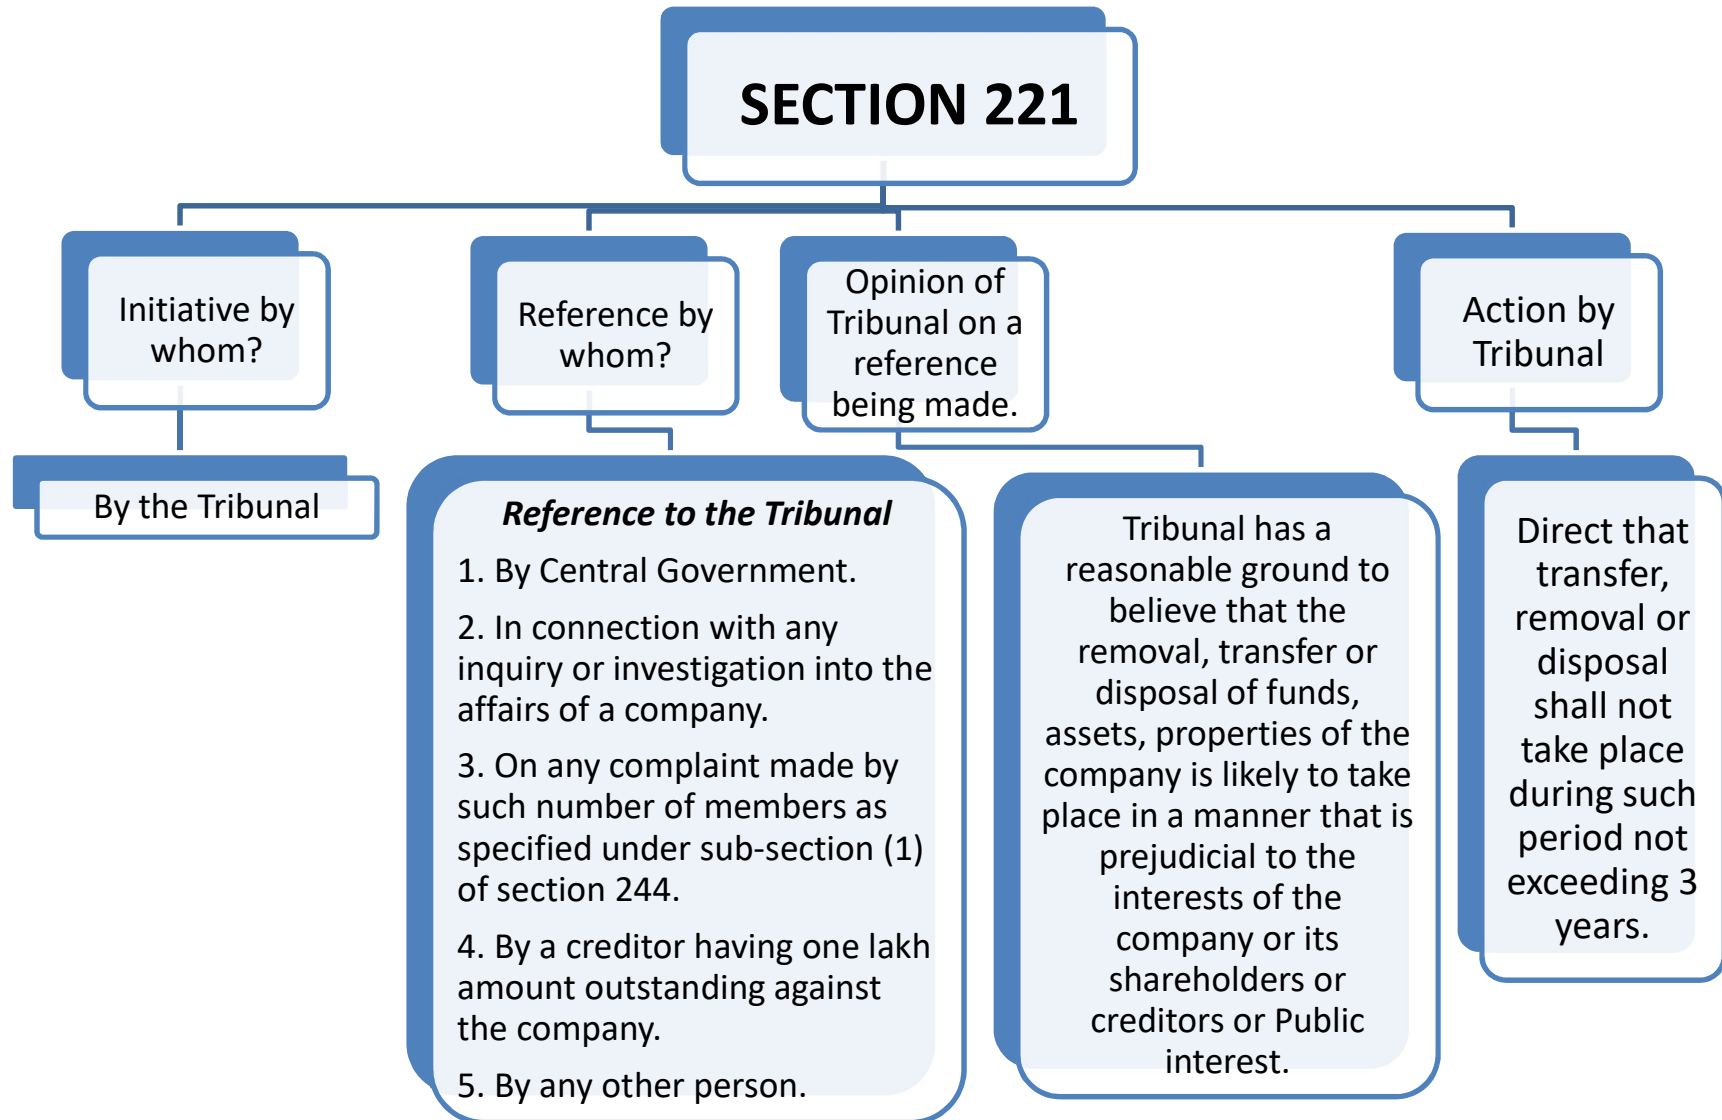 SECTION 221
Initiative by
whom?
By the Tribunal
Reference by
whom?
Reference to the Tribunal
1. By Central Government.
2. In connection with any
inquiry or investigation into the
affairs of a company.
3. On any complaint made by
such number of members as
specified under sub-section (1)
of section 244.
4. By a creditor having one lakh
amount outstanding against
the company.
5. By any other person.
Opinion of
Tribunal on a
reference
being made.
Tribunal has a
reasonable ground to
believe that the
removal, transfer or
disposal of funds,
assets, properties of the
company is likely to take
place in a manner that is
prejudicial to the
interests of the
company or its
shareholders or
creditors or Public
interest.
Action by
Tribunal
Direct that
transfer,
removal or
disposal
shall not
take place
during such
period not
exceeding 3
years.